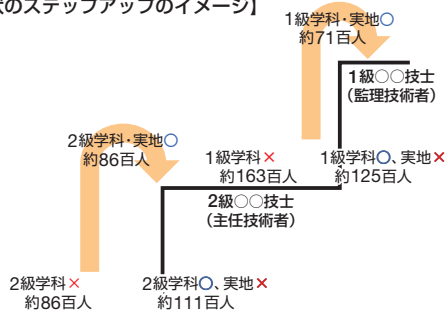 のステップアップのイメージ】
1級学科・実地○
約71百人
1級○○技士
（監理技術者）
2級学科・実地○
約86百人
1級学科×
約163百人
1級学科○、実地×
約125百人
2級○○技士
（主任技術者）
2級学科×
約86百人
2級学科○、実地×
約111百人